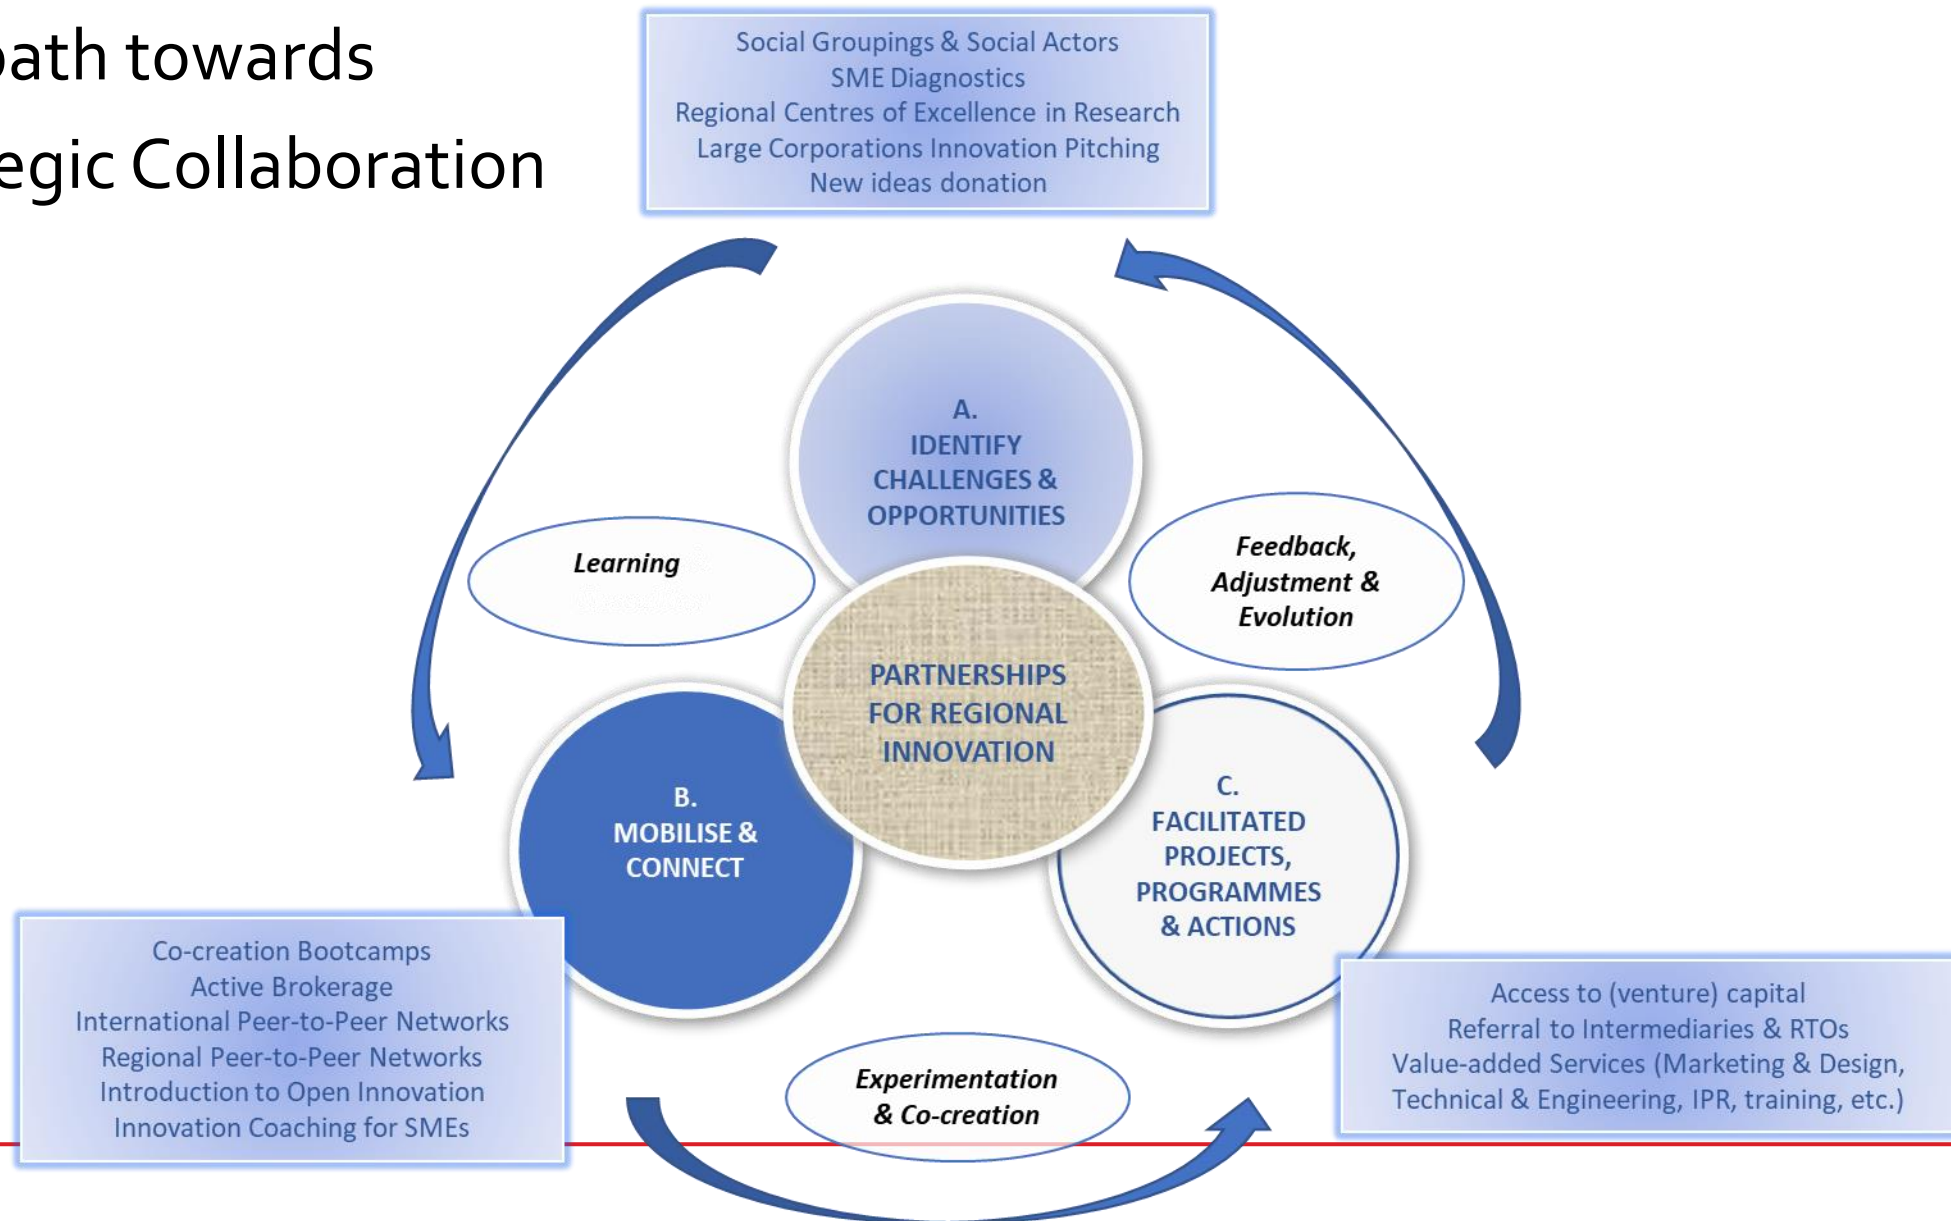 path towards
egic Collaboration
Social Groupings & Social Actors
SME Diagnostics
Regional Centres of Excellence in Research
Large Corporations Innovation Pitching
New ideas donation
A.
IDENTIFY
CHALLENGES &
OPPORTUNITIES
Learning
Feedback,
Adjustment &
Evolution
PARTNERSHIPS
FOR REGIONAL
INNOVATION
B.
MOBILISE &
CONNECT
C.
FACILITATED
PROJECTS,
PROGRAMMES
& ACTIONS
Co-creation Bootcamps
Active Brokerage
International Peer-to-Peer Networks
Regional Peer-to-Peer Networks
Introduction to Open Innovation
Innovation Coaching for SMEs
Experimentation
& Co-creation
Access to (venture) capital
Referral to Intermediaries & RTOs
Value-added Services (Marketing & Design,
Technical & Engineering, IPR, training, etc.)